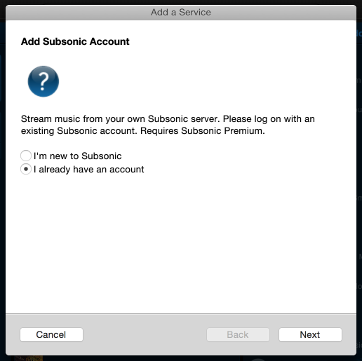 Add a Service
Add Subsonic Account
?
Stream music from your own Subsonic server. Please log on with an
existing Subsonic account. Requires Subsonic Premium.
I'm new to Subsonic
I already have an account
Cancel
Back
Next